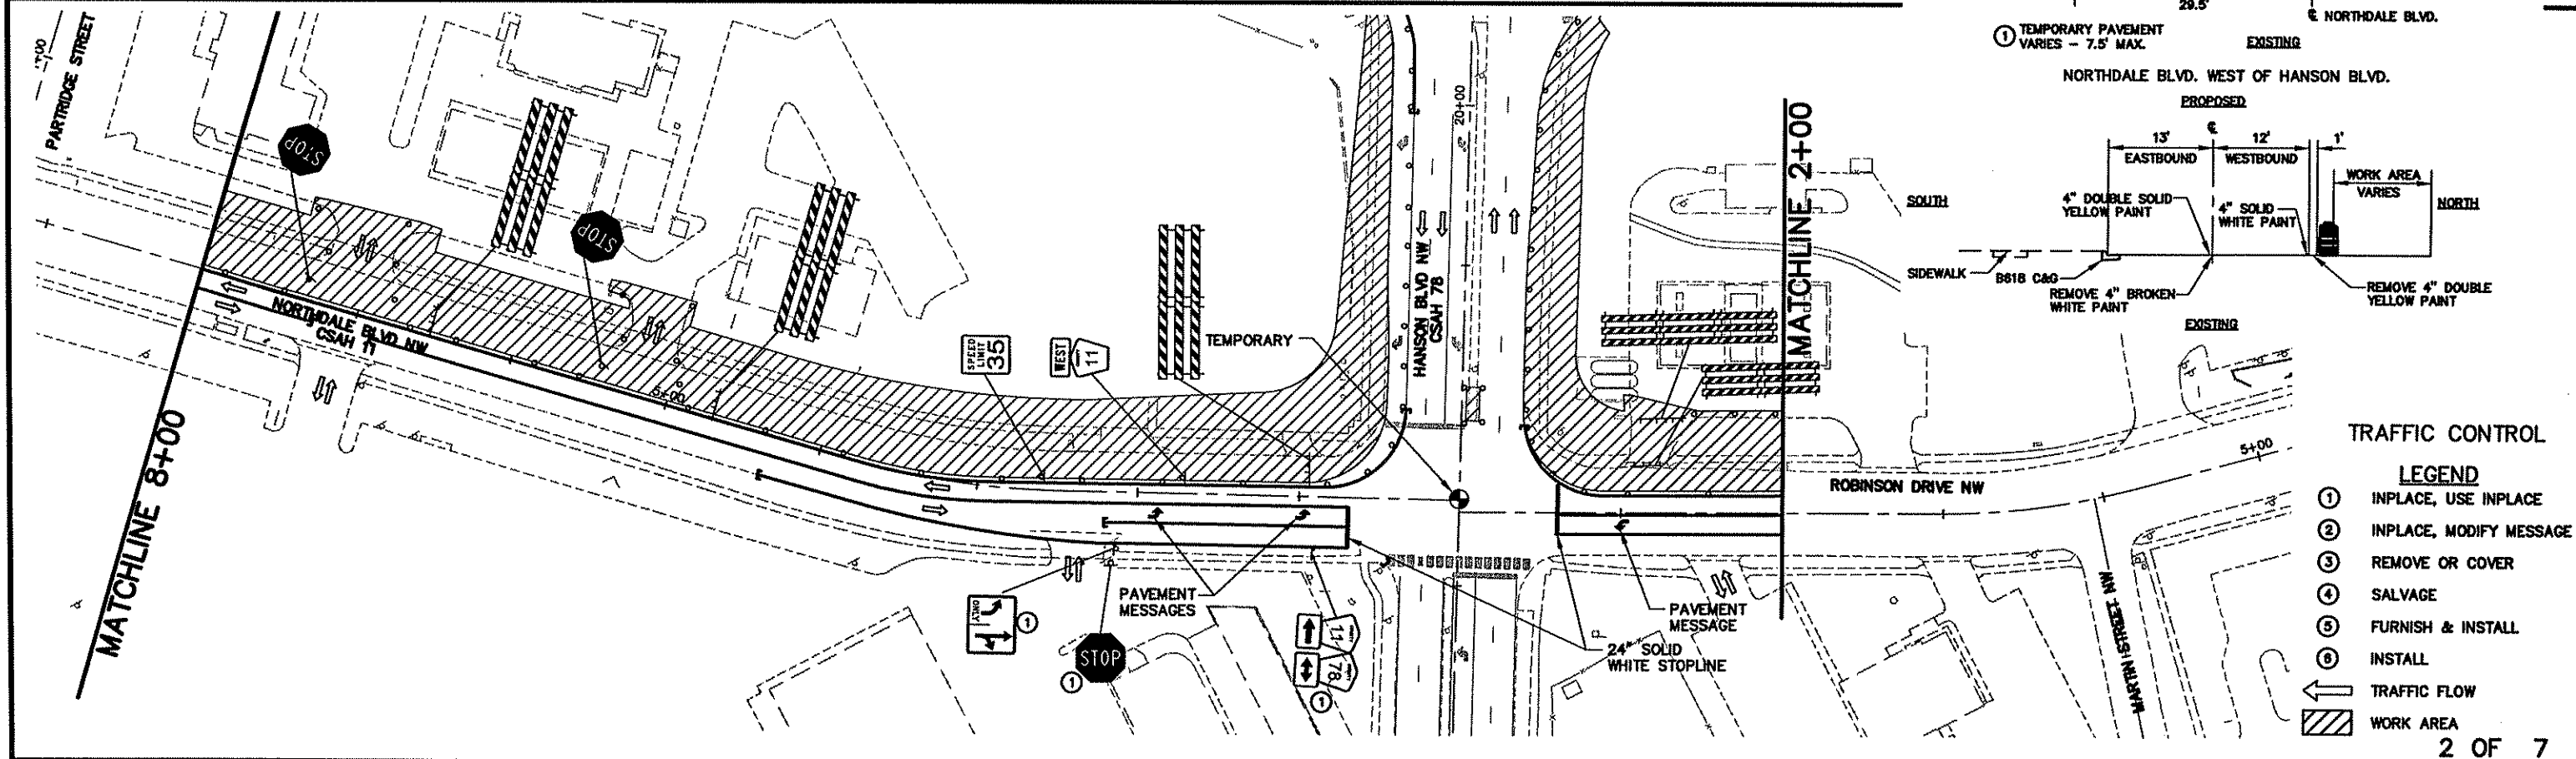 29.5'
℄ NORTHDALE BLVD.
① TEMPORARY PAVEMENT
VARIES – 7.5' MAX.
EXISTING
NORTHDALE BLVD. WEST OF HANSON BLVD.
PROPOSED
℄
13'
12'
1'
EASTBOUND
WESTBOUND
WORK AREA
VARIES
SOUTH
NORTH
4" DOUBLE SOLID
YELLOW PAINT
4" SOLID
WHITE PAINT
SIDEWALK
B618 C&G
REMOVE 4" BROKEN
WHITE PAINT
REMOVE 4" DOUBLE
YELLOW PAINT
EXISTING
PARTRIDGE STREET
STOP
STOP
MATCHLINE 8+00
NORTHDALE BLVD NW
CSAH 11
5+00
SPEED
LIMIT
35
WEST
11
TEMPORARY
HANSON BLVD NW
CSAH 78
20+00
MATCHLINE 2+00
ROBINSON DRIVE NW
5+00
MARTIN STREET NW
PAVEMENT
MESSAGES
ONLY
①
STOP
①
11
78
①
PAVEMENT
MESSAGE
24" SOLID
WHITE STOPLINE
TRAFFIC CONTROL
LEGEND
① INPLACE, USE INPLACE
② INPLACE, MODIFY MESSAGE
③ REMOVE OR COVER
④ SALVAGE
⑤ FURNISH & INSTALL
⑥ INSTALL
TRAFFIC FLOW
WORK AREA
2 OF 7